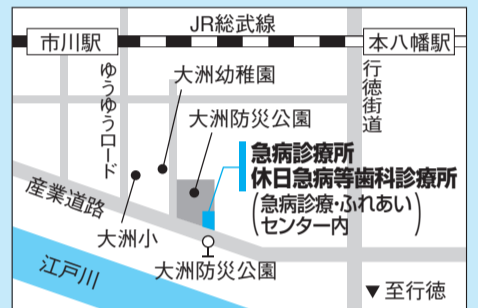 JR総武線
市川駅
本八幡駅
ゆうゆうロード
大洲幼稚園
行徳街道
大洲防災公園
急病診療所
休日急病等歯科診療所
(急病診療・ふれあい
センター内)
産業道路
大洲小
大洲防災公園
江戸川
▼至行徳